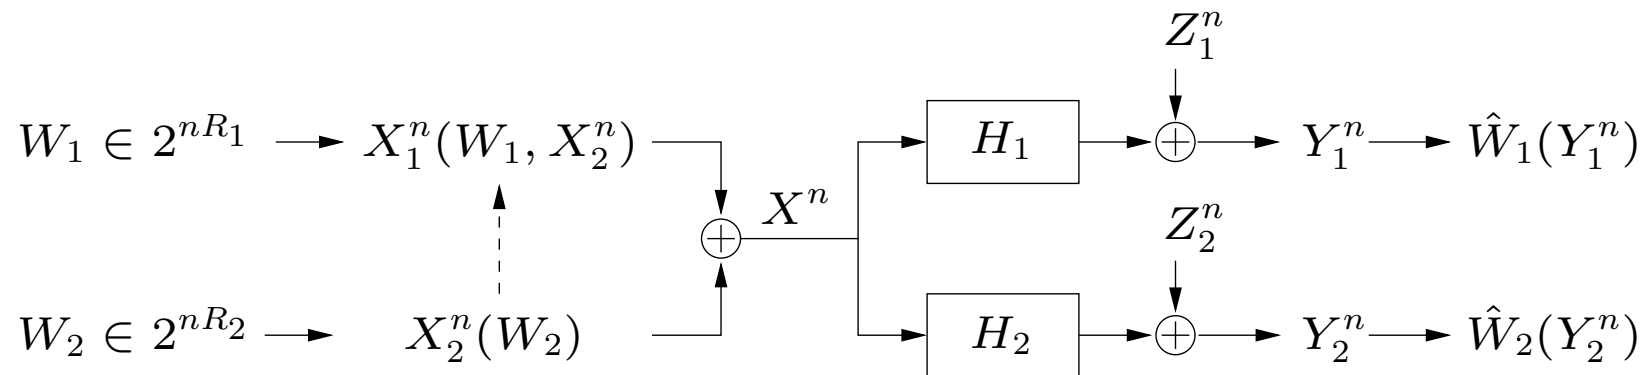 Z_1^n
W_1 ∈ 2^{nR_1} X_1^n(W_1, X_2^n) H_1 Y_1^n Ŵ_1(Y_1^n)
X^n
Z_2^n
W_2 ∈ 2^{nR_2} X_2^n(W_2) H_2 Y_2^n Ŵ_2(Y_2^n)